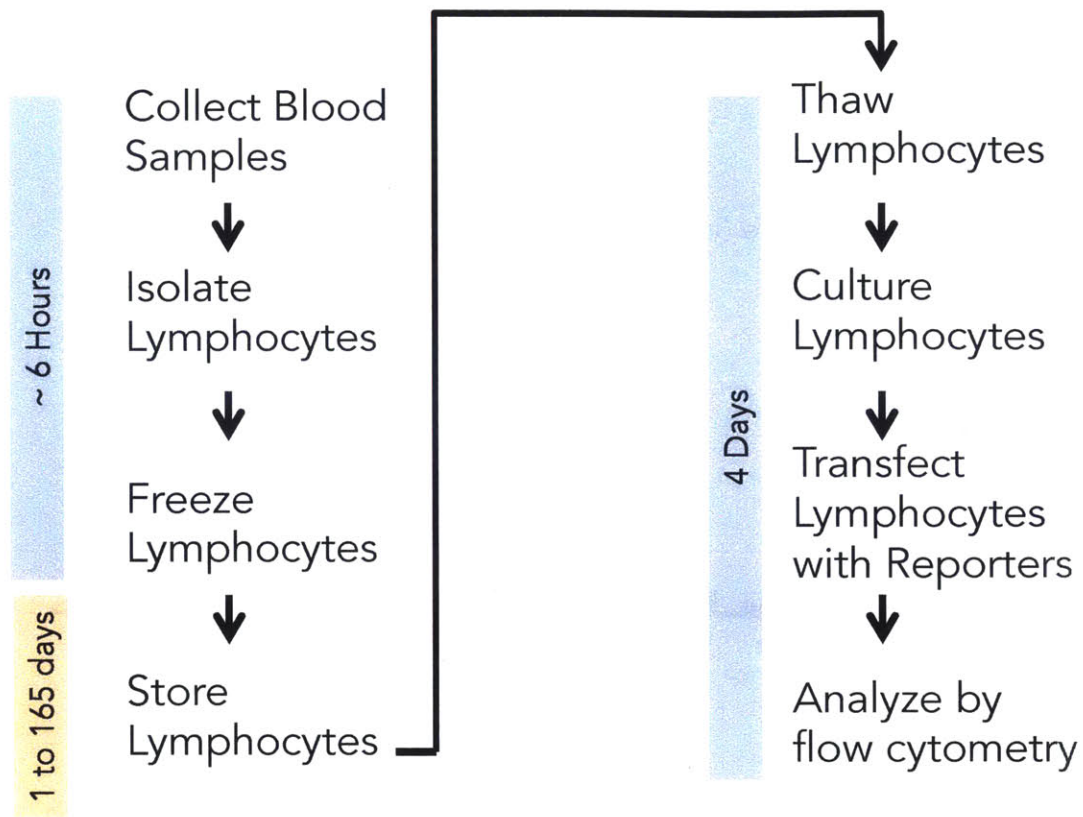 ~ 6 Hours
1 to 165 days
Collect Blood
Samples
Isolate
Lymphocytes
Freeze
Lymphocytes
Store
Lymphocytes
4 Days
Thaw
Lymphocytes
Culture
Lymphocytes
Transfect
Lymphocytes
with Reporters
Analyze by
flow cytometry